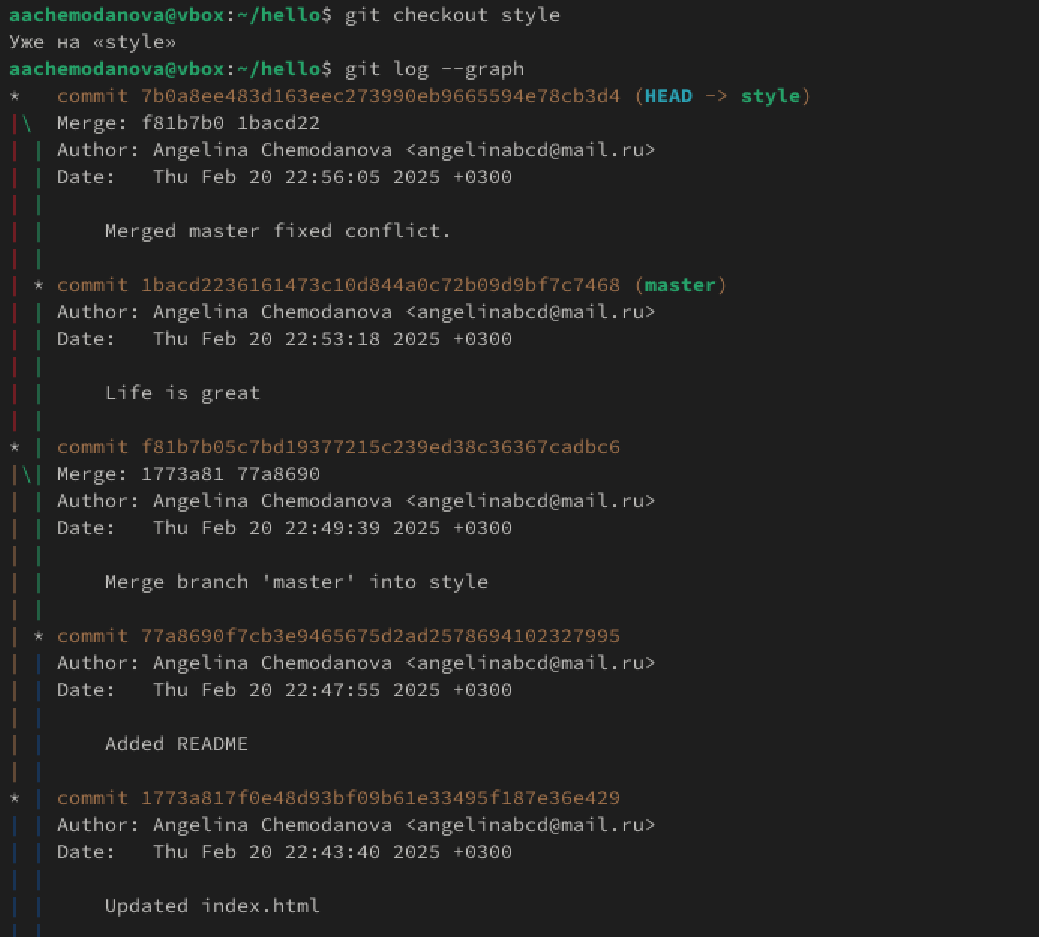 aachemodanova@vbox:~/hello$ git checkout style
Уже на «style»
aachemodanova@vbox:~/hello$ git log --graph
*   commit 7b0a8ee483d163eec273990eb9665594e78cb3d4 (HEAD -> style)
|\  Merge: f81b7b0 1bacd22
| | Author: Angelina Chemodanova <angelinabcd@mail.ru>
| | Date:   Thu Feb 20 22:56:05 2025 +0300
| |
| |     Merged master fixed conflict.
| |
| * commit 1bacd2236161473c10d844a0c72b09d9bf7c7468 (master)
| | Author: Angelina Chemodanova <angelinabcd@mail.ru>
| | Date:   Thu Feb 20 22:53:18 2025 +0300
| |
| |     Life is great
| |
* | commit f81b7b05c7bd19377215c239ed38c36367cadbc6
|\| Merge: 1773a81 77a8690
| | Author: Angelina Chemodanova <angelinabcd@mail.ru>
| | Date:   Thu Feb 20 22:49:39 2025 +0300
| |
| |     Merge branch 'master' into style
| |
| * commit 77a8690f7cb3e9465675d2ad2578694102327995
| | Author: Angelina Chemodanova <angelinabcd@mail.ru>
| | Date:   Thu Feb 20 22:47:55 2025 +0300
| |
| |     Added README
| |
* | commit 1773a817f0e48d93bf09b61e33495f187e36e429
| | Author: Angelina Chemodanova <angelinabcd@mail.ru>
| | Date:   Thu Feb 20 22:43:40 2025 +0300
| |
| |     Updated index.html
| |